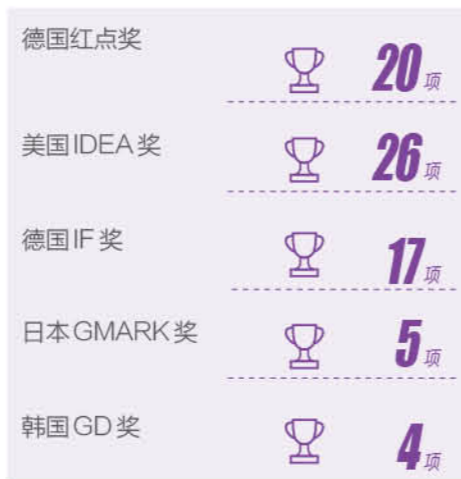 德国红点奖
20项
美国IDEA奖
26项
德国IF奖
17项
日本GMARK奖
5项
韩国GD奖
4项